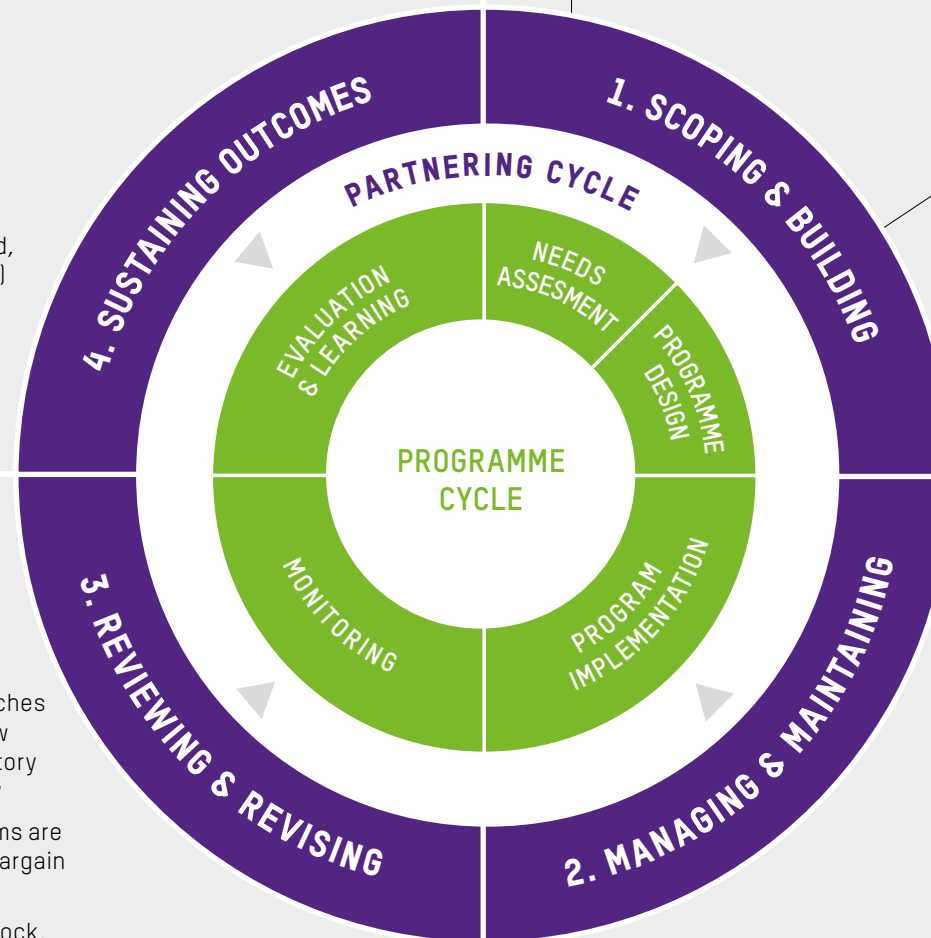 1. SCOPING & BUILDING
2. MANAGING & MAINTAINING
3. REVIEWING & REVISING
4. SUSTAINING OUTCOMES
PARTNERING CYCLE
NEEDS
ASSESMENT
PROGRAMME
DESIGN
PROGRAM
IMPLEMENTATION
MONITORING
EVALUATION
& LEARNING
PROGRAMME
CYCLE